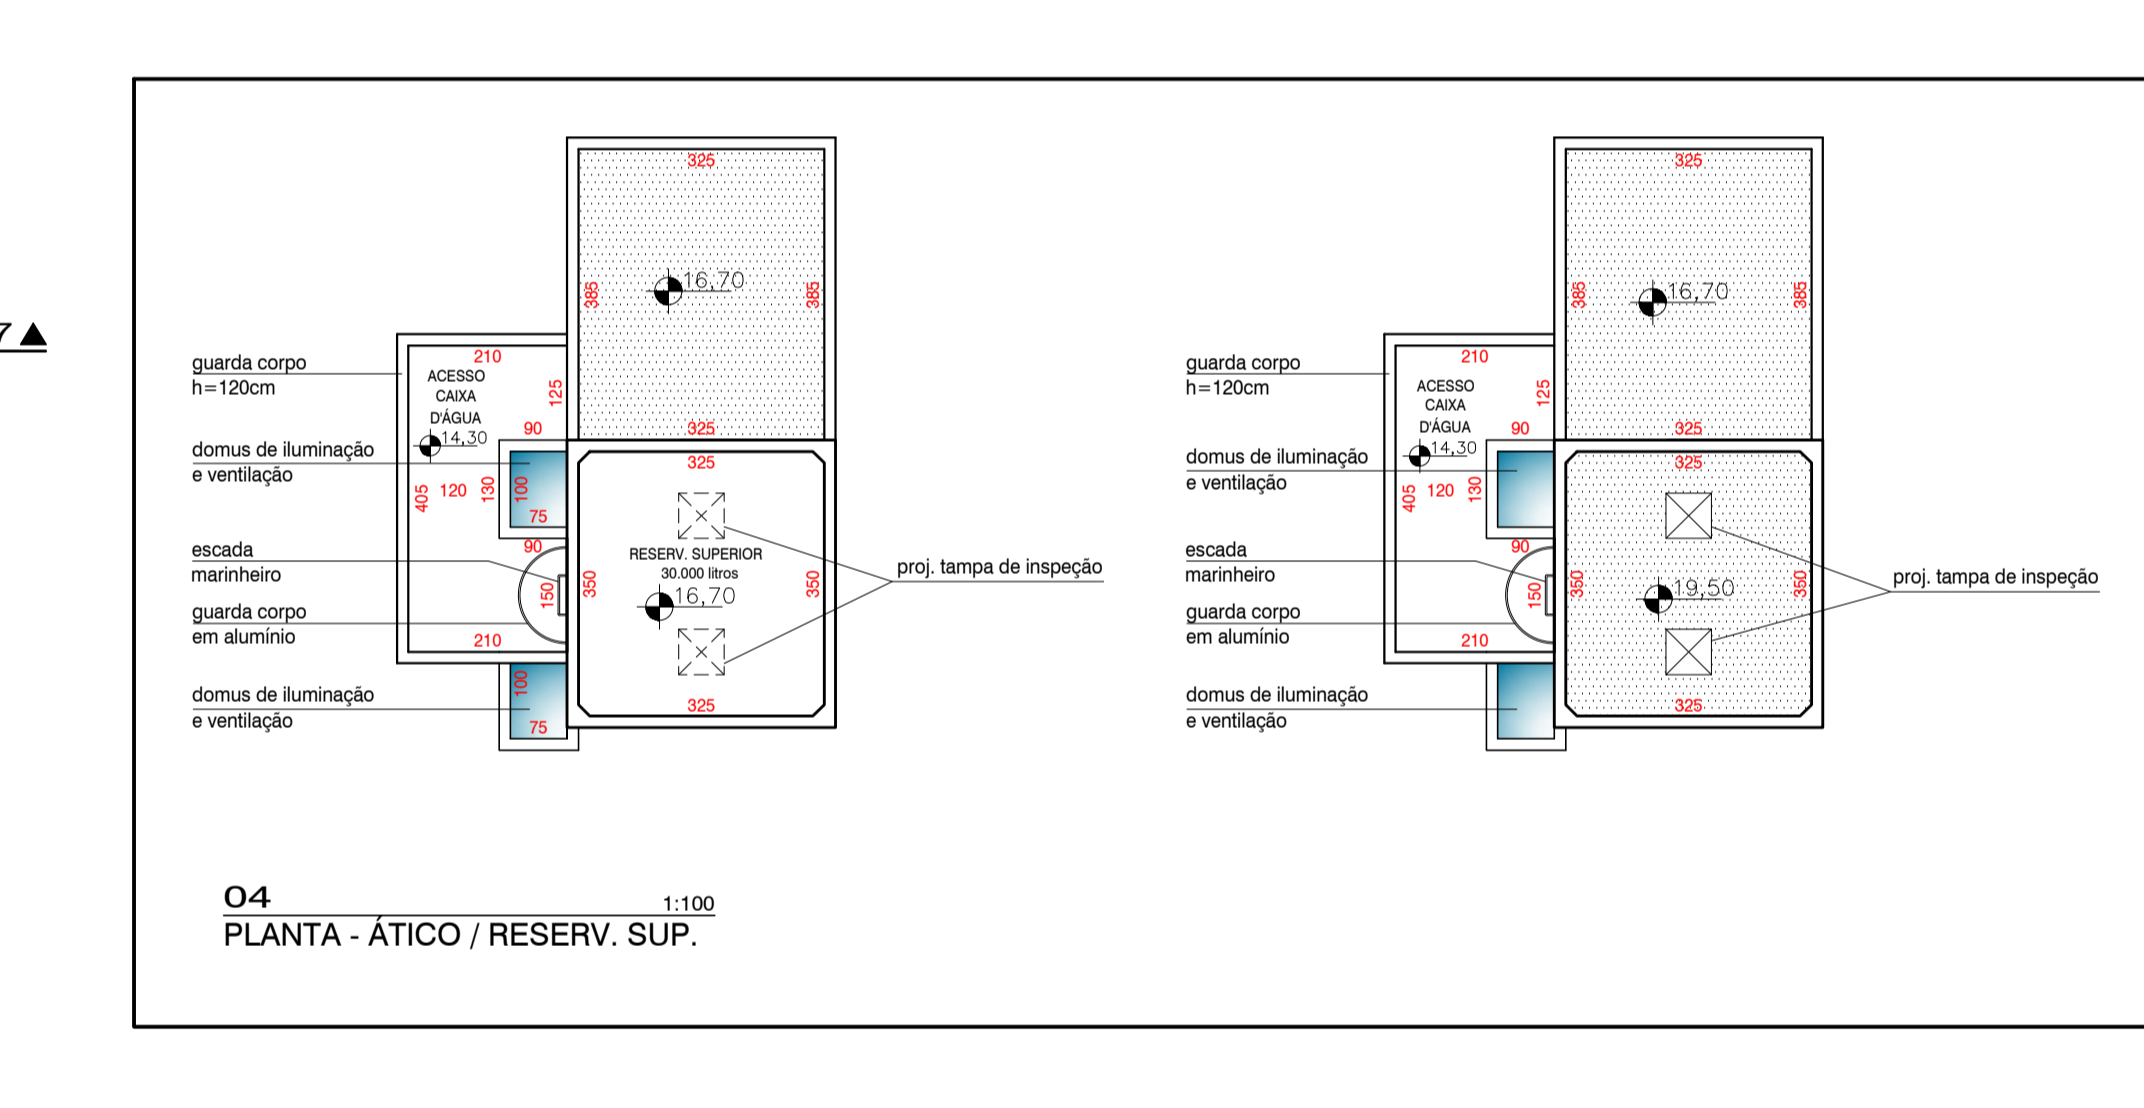 7
325
16,70
385
385
325
guarda corpo
h=120cm
210
ACESSO
CAIXA
D'ÁGUA
14,30
125
90
domus de iluminação
e ventilação
405
120
130
100
75
325
RESERV. SUPERIOR
30.000 litros
16,70
350
350
325
proj. tampa de inspeção
escada
marinheiro
90
150
guarda corpo
em alumínio
210
domus de iluminação
e ventilação
100
75
325
16,70
385
385
325
guarda corpo
h=120cm
210
ACESSO
CAIXA
D'ÁGUA
14,30
125
90
domus de iluminação
e ventilação
405
120
130
325
19,50
350
350
325
proj. tampa de inspeção
escada
marinheiro
90
150
guarda corpo
em alumínio
210
domus de iluminação
e ventilação
04
1:100
PLANTA - ÁTICO / RESERV. SUP.